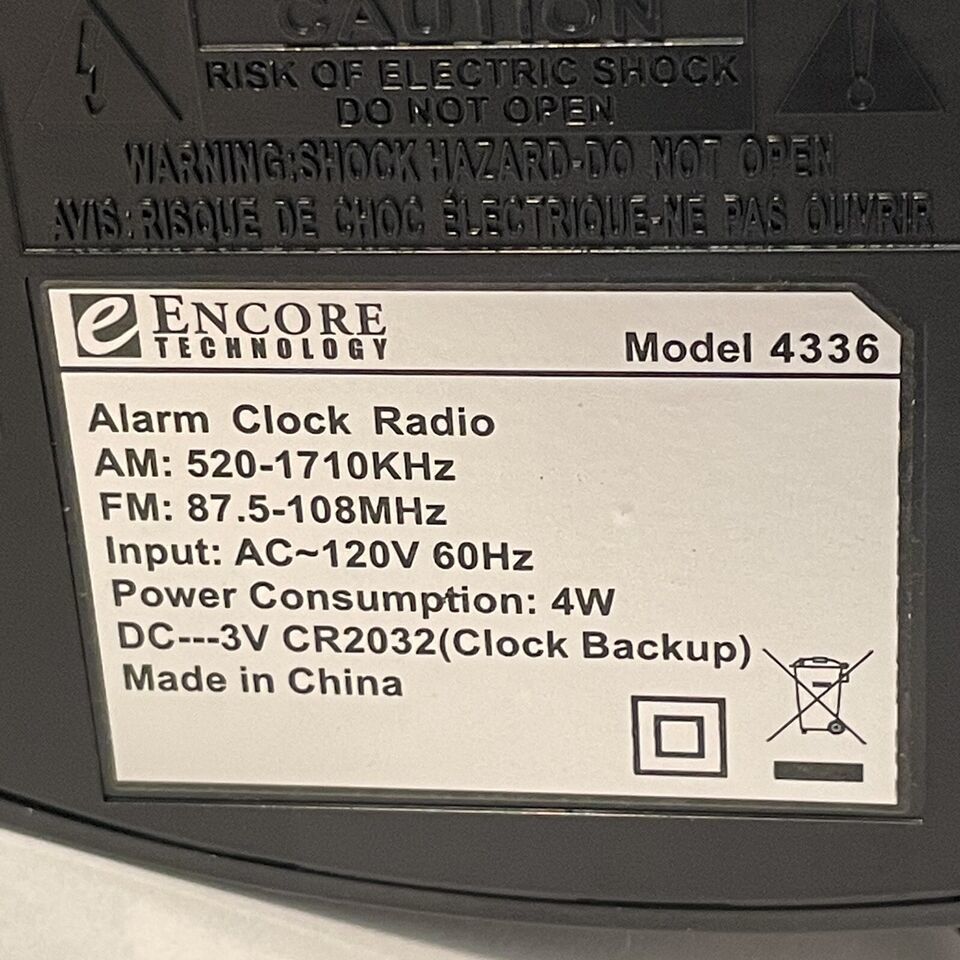 CAUTION
RISK OF ELECTRIC SHOCK
DO NOT OPEN
WARNING:SHOCK HAZARD-DO NOT OPEN
AVIS:RISQUE DE CHOC ÉLECTRIQUE-NE PAS OUVRIR
e ENCORE
TECHNOLOGY
Model 4336
Alarm Clock Radio
AM: 520-1710KHz
FM: 87.5-108MHz
Input: AC~120V 60Hz
Power Consumption: 4W
DC---3V CR2032(Clock Backup)
Made in China